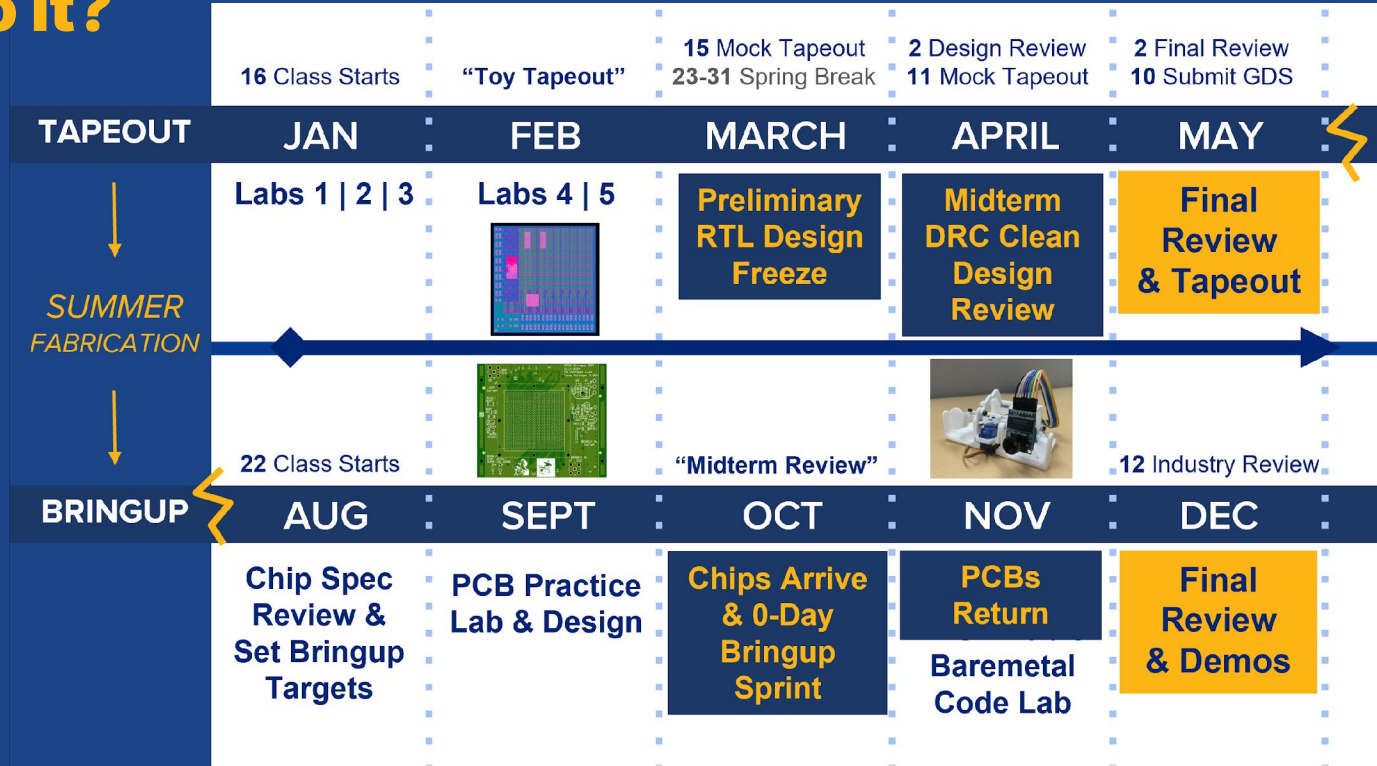 it?
16 Class Starts
“Toy Tapeout”
15 Mock Tapeout
23-31 Spring Break
2 Design Review
11 Mock Tapeout
2 Final Review
10 Submit GDS
TAPEOUT
JAN
FEB
MARCH
APRIL
MAY
Labs 1 | 2 | 3
Labs 4 | 5
Preliminary
RTL Design
Freeze
Midterm
DRC Clean
Design
Review
Final
Review
& Tapeout
SUMMER
FABRICATION
22 Class Starts
“Midterm Review”
12 Industry Review
BRINGUP
AUG
SEPT
OCT
NOV
DEC
Chip Spec
Review &
Set Bringup
Targets
PCB Practice
Lab & Design
Chips Arrive
& 0-Day
Bringup
Sprint
PCBs
Return
Baremetal
Code Lab
Final
Review
& Demos